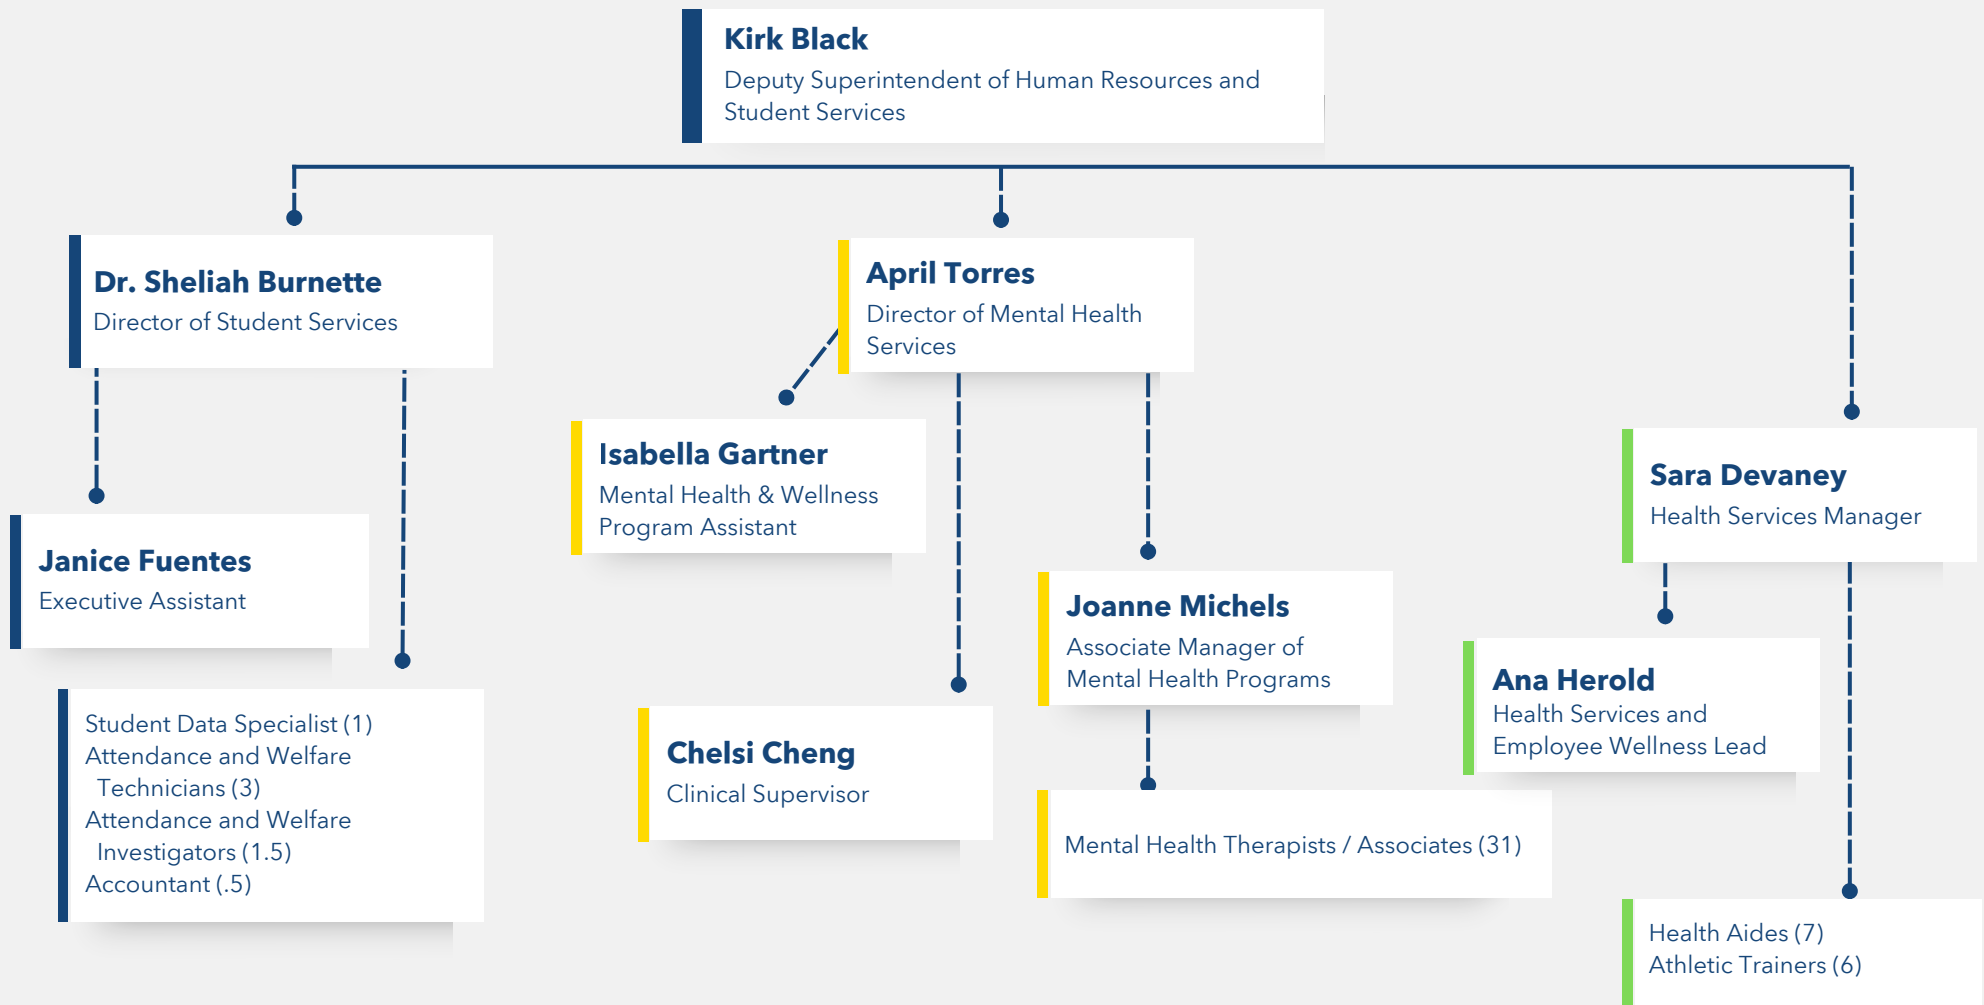 Kirk Black
Deputy Superintendent of Human Resources and
Student Services
Dr. Sheliah Burnette
Director of Student Services
April Torres
Director of Mental Health
Services
Isabella Gartner
Mental Health & Wellness
Program Assistant
Sara Devaney
Health Services Manager
Janice Fuentes
Executive Assistant
Joanne Michels
Associate Manager of
Mental Health Programs
Ana Herold
Health Services and
Employee Wellness Lead
Student Data Specialist (1)
Attendance and Welfare
Technicians (3)
Attendance and Welfare
Investigators (1.5)
Accountant (.5)
Chelsi Cheng
Clinical Supervisor
Mental Health Therapists / Associates (31)
Health Aides (7)
Athletic Trainers (6)